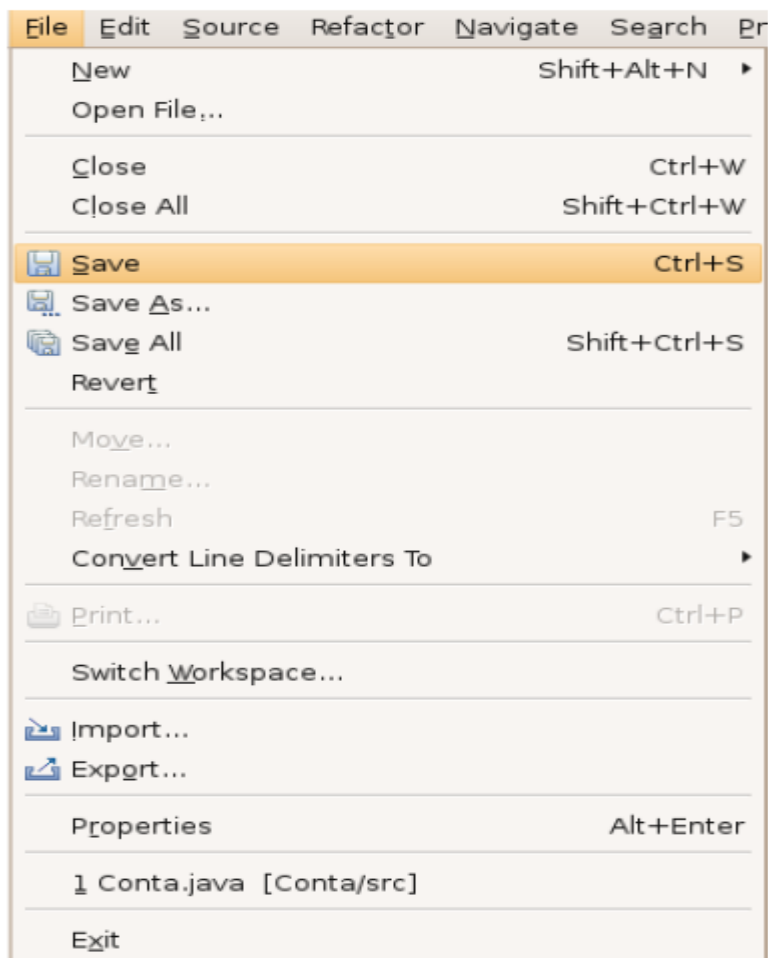 File Edit Source Refactor Navigate Search Pr
New Shift+Alt+N
Open File...
Close Ctrl+W
Close All Shift+Ctrl+W
Save Ctrl+S
Save As...
Save All Shift+Ctrl+S
Revert
Move...
Rename...
Refresh F5
Convert Line Delimiters To
Print... Ctrl+P
Switch Workspace...
Import...
Export...
Properties Alt+Enter
1 Conta.java [Conta/src]
Exit